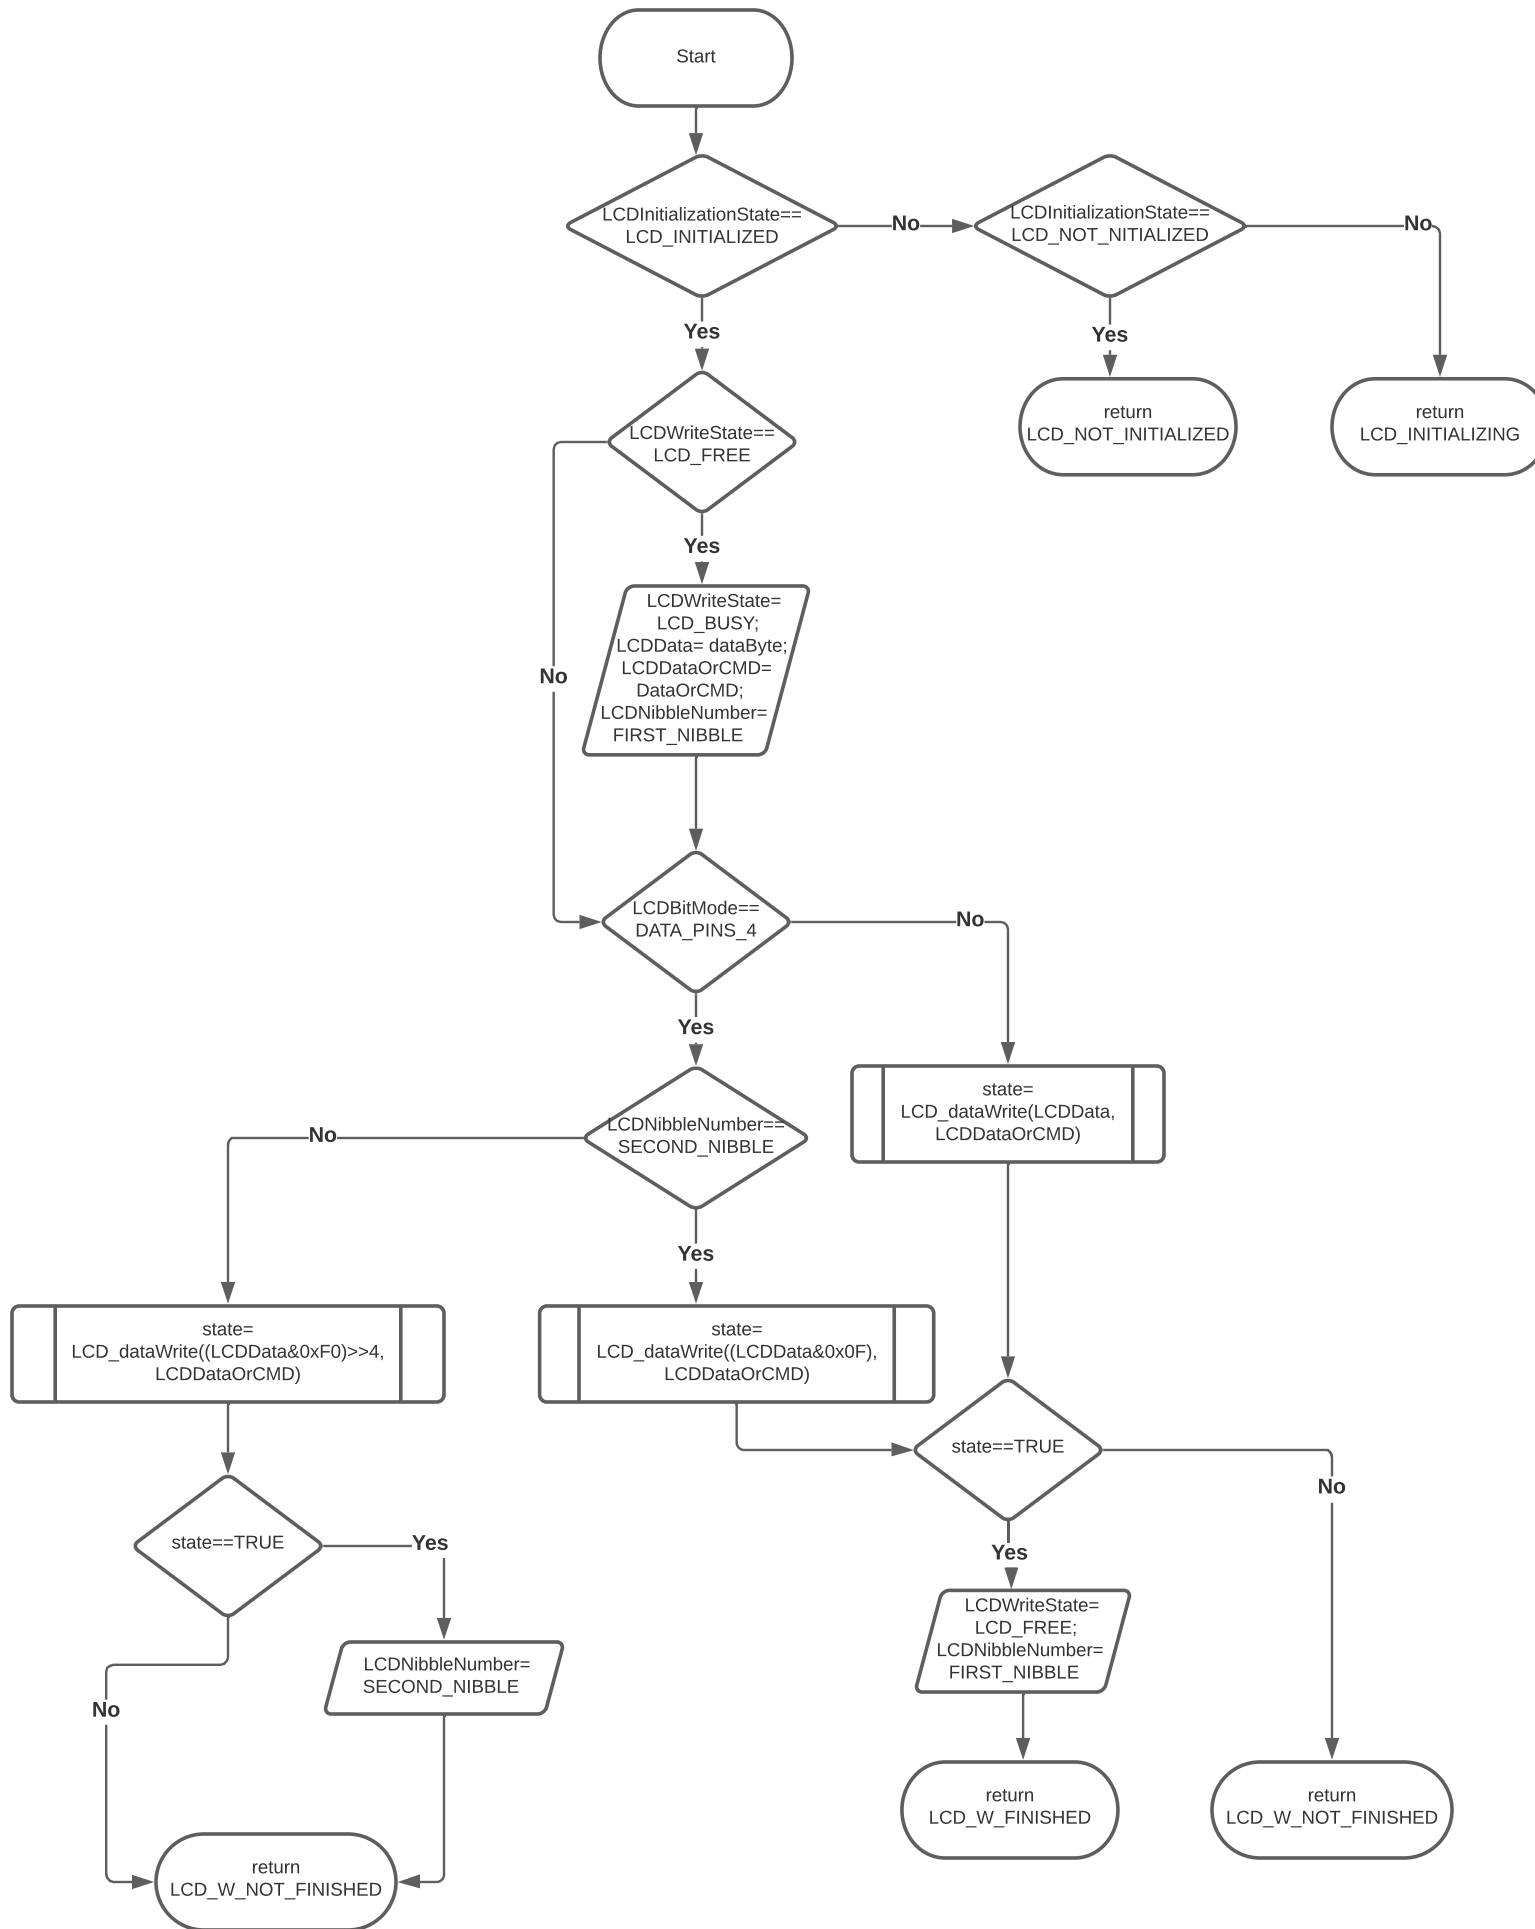 Start
LCDInitializationState==
LCD_INITIALIZED
No
LCDInitializationState==
LCD_NOT_NITIALIZED
No
Yes
Yes
return
LCD_NOT_INITIALIZED
return
LCD_INITIALIZING
LCDWriteState==
LCD_FREE
Yes
No
LCDWriteState=
LCD_BUSY;
LCDData= dataByte;
LCDDataOrCMD=
DataOrCMD;
LCDNibbleNumber=
FIRST_NIBBLE
LCDBitMode==
DATA_PINS_4
No
Yes
state=
LCD_dataWrite(LCDData,
LCDDataOrCMD)
LCDNibbleNumber==
SECOND_NIBBLE
No
Yes
state=
LCD_dataWrite((LCDData&0xF0)>>4,
LCDDataOrCMD)
state=
LCD_dataWrite((LCDData&0x0F),
LCDDataOrCMD)
state==TRUE
No
Yes
state==TRUE
Yes
No
LCDNibbleNumber=
SECOND_NIBBLE
LCDWriteState=
LCD_FREE;
LCDNibbleNumber=
FIRST_NIBBLE
return
LCD_W_FINISHED
return
LCD_W_NOT_FINISHED
return
LCD_W_NOT_FINISHED